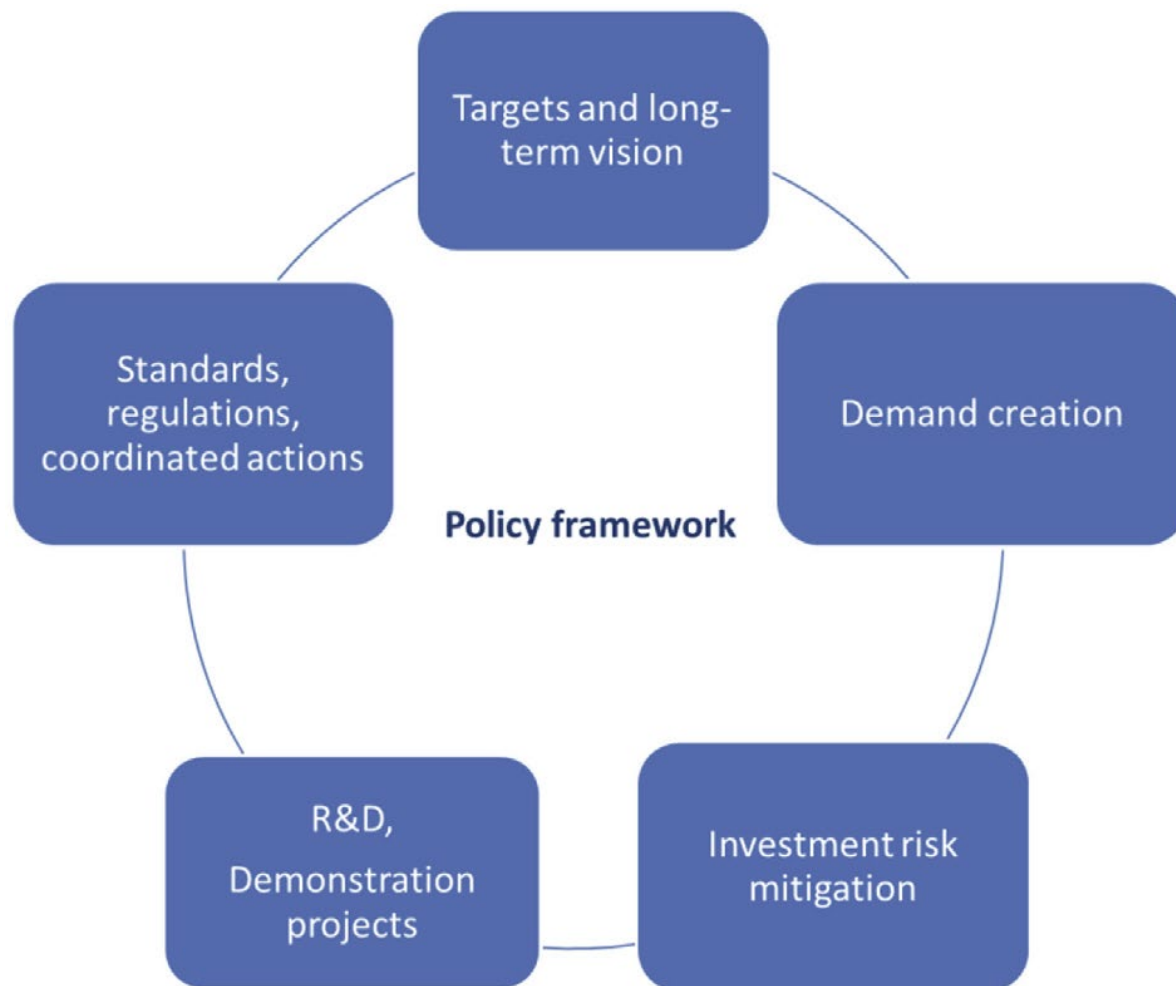 Targets and long-
term vision
Demand creation
Investment risk
mitigation
R&D,
Demonstration
projects
Standards,
regulations,
coordinated actions
Policy framework